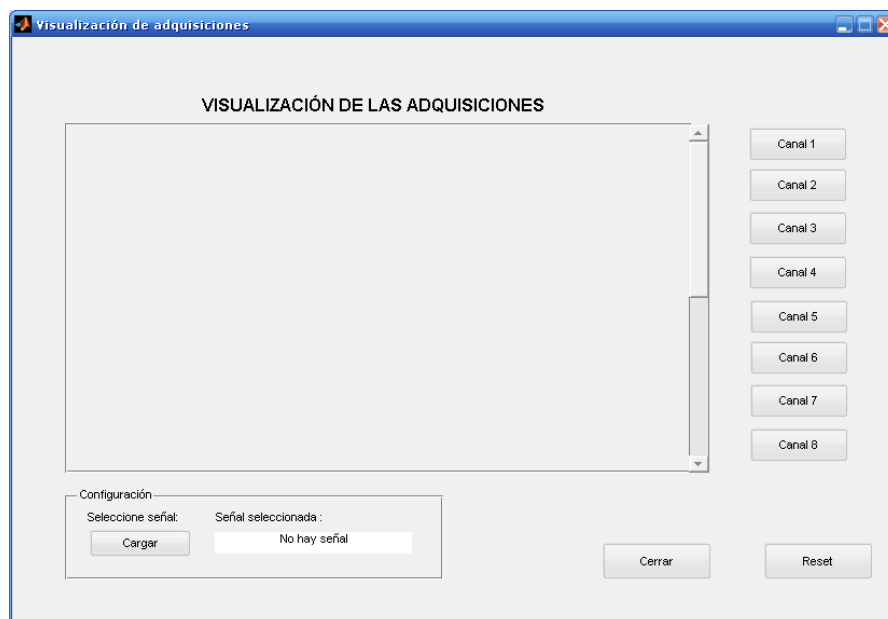 Visualización de adquisiciones
VISUALIZACIÓN DE LAS ADQUISICIONES
Canal 1
Canal 2
Canal 3
Canal 4
Canal 5
Canal 6
Canal 7
Canal 8
Configuración
Seleccione señal:
Señal seleccionada :
Cargar
No hay señal
Cerrar
Reset